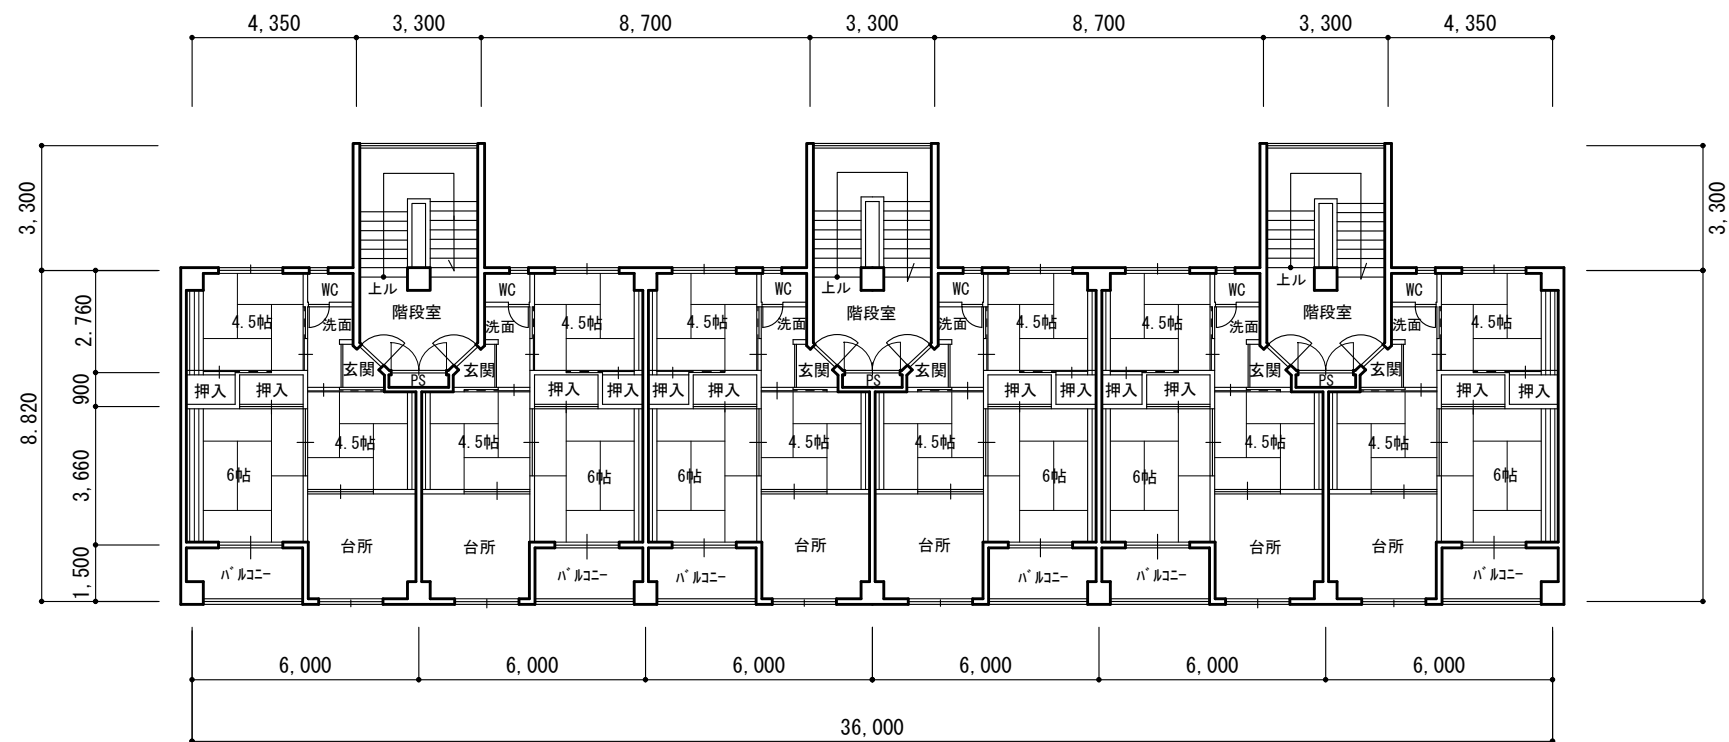 4,350 3,300 8,700 3,300 8,700 3,300 4,350
3,300
3,300
上ル 上ル 上ル
WC WC WC WC WC WC
階段室 階段室 階段室
4.5帖 洗面 洗面 4.5帖 4.5帖 洗面 洗面 4.5帖 4.5帖 洗面 洗面 4.5帖
2.760
玄関 玄関 玄関 玄関 玄関 玄関
PS PS PS
900
押入 押入 押入 押入 押入 押入 押入 押入 押入 押入 押入 押入
8.820
4.5帖 4.5帖 4.5帖 4.5帖 4.5帖 4.5帖
3,660
6帖 6帖 6帖 6帖 6帖 6帖
台所 台所 台所 台所 台所 台所
1,500
バルコニー バルコニー バルコニー バルコニー バルコニー バルコニー
6,000 6,000 6,000 6,000 6,000 6,000
36,000